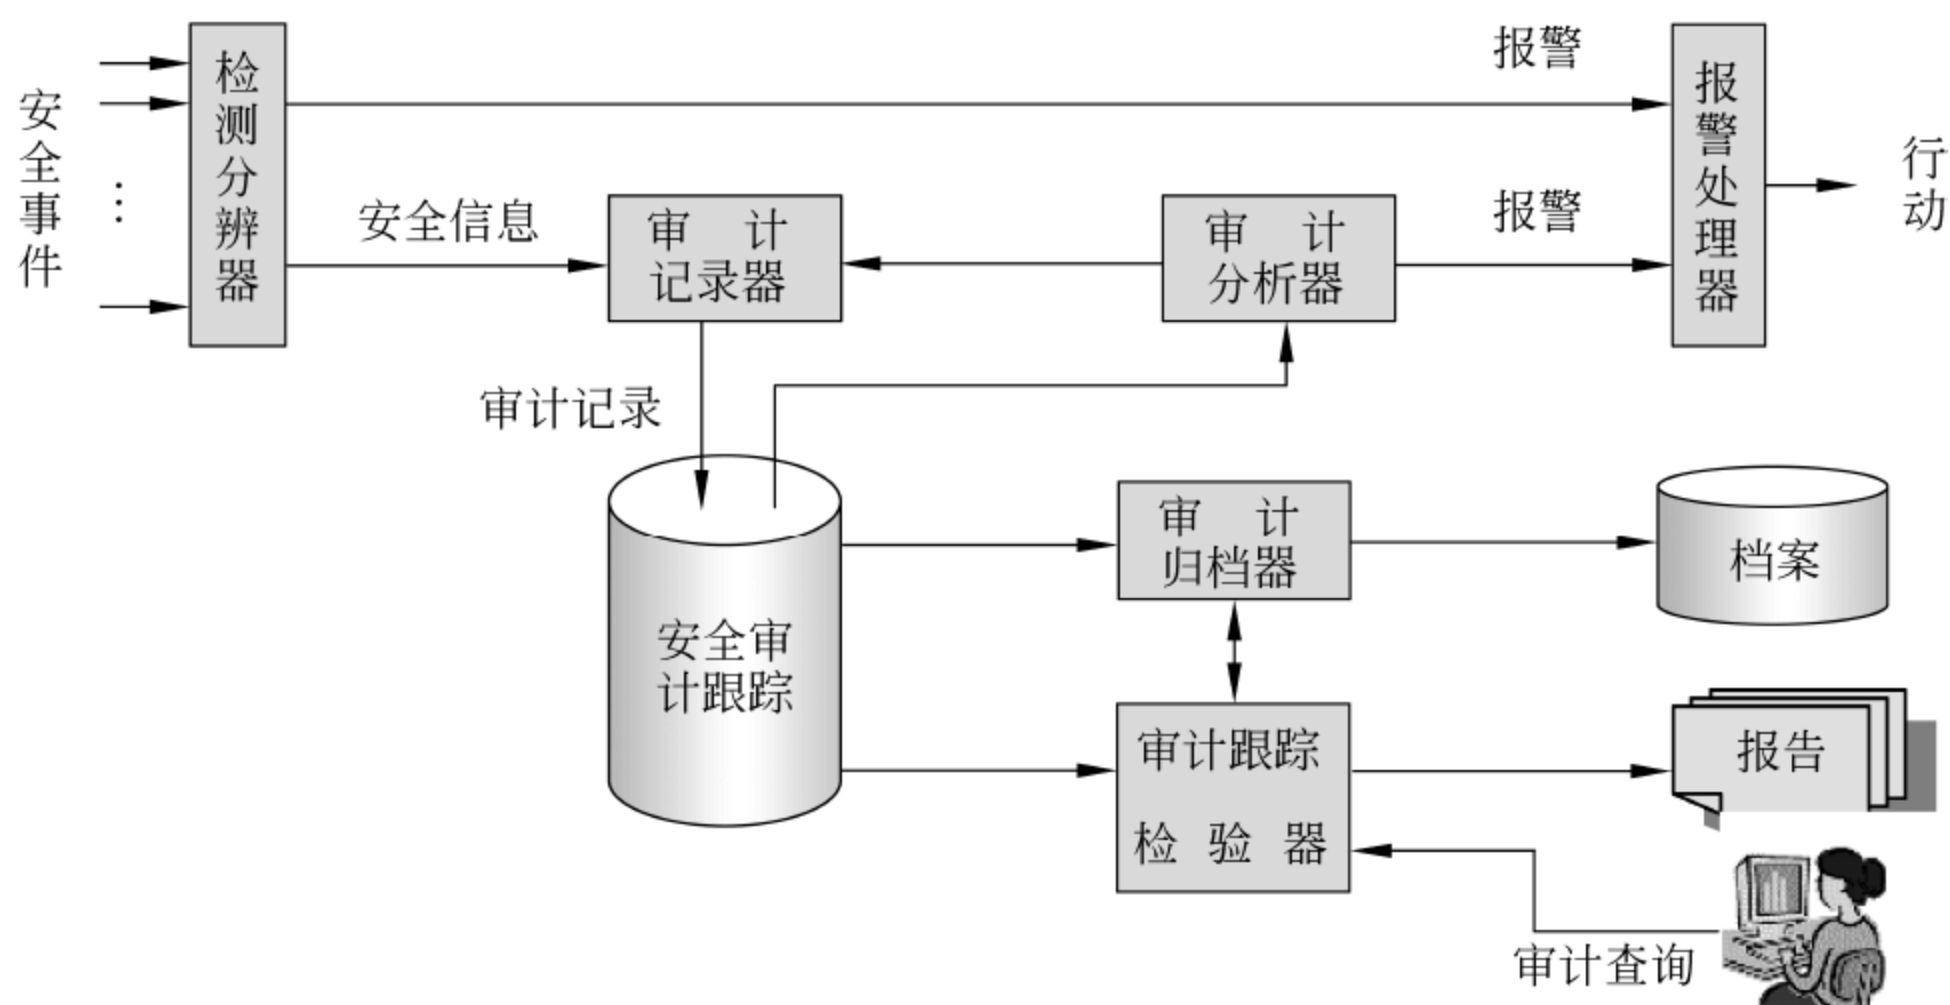 安全事件
检测分辨器
报警
报警处理器
行动
安全信息
审 计
记录器
审 计
分析器
报警
审计记录
安全审
计跟踪
审 计
归档器
档案
审计跟踪
检 验 器
报告
审计查询